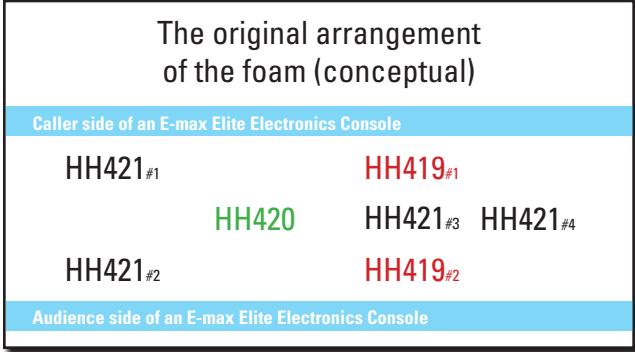 The original arrangement
of the foam (conceptual)
Caller side of an E-max Elite Electronics Console
HH421#1 HH419#1
HH420 HH421#3 HH421#4
HH421#2 HH419#2
Audience side of an E-max Elite Electronics Console